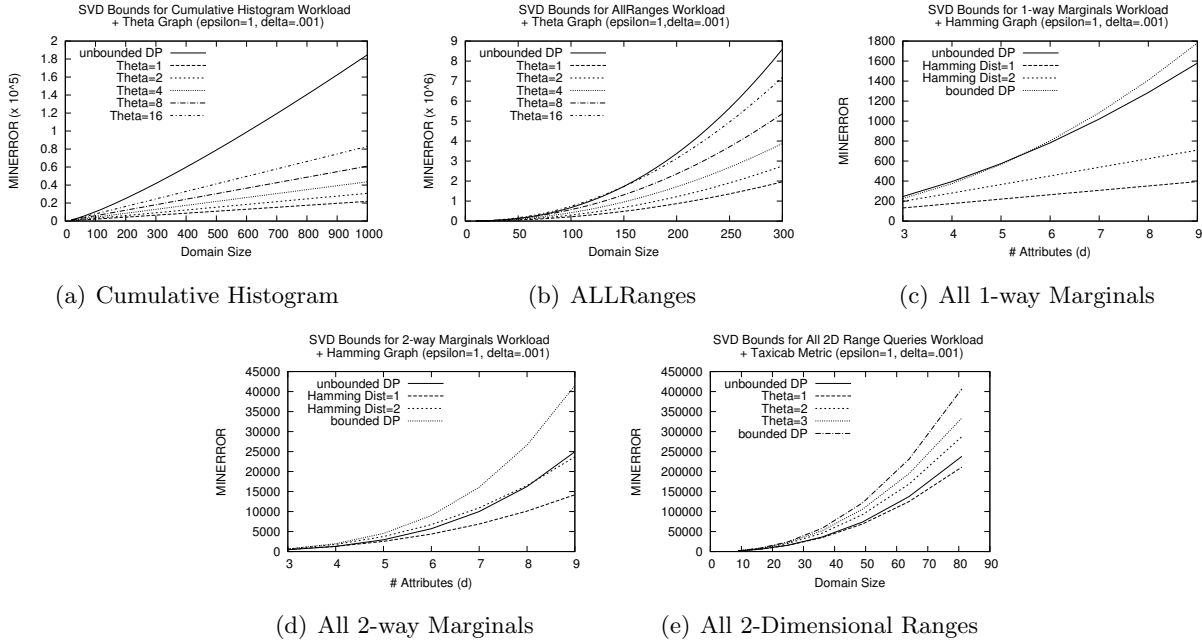 SVD Bounds for Cumulative Histogram Workload
+ Theta Graph (epsilon=1, delta=.001)
MINERROR (x 10^5)
2
1.8
1.6
1.4
1.2
1
0.8
0.6
0.4
0.2
0
unbounded DP
Theta=1
Theta=2
Theta=4
Theta=8
Theta=16
0 100 200 300 400 500 600 700 800 900 1000
Domain Size
(a) Cumulative Histogram
SVD Bounds for AllRanges Workload
+ Theta Graph (epsilon=1,delta=.001)
MINERROR (x 10^6)
9
8
7
6
5
4
3
2
1
0
unbounded DP
Theta=1
Theta=2
Theta=4
Theta=8
Theta=16
0 50 100 150 200 250 300
Domain Size
(b) ALLRanges
SVD Bounds for 1-way Marginals Workload
+ Hamming Graph (epsilon=1, delta=.001)
MINERROR
1800
1600
1400
1200
1000
800
600
400
200
0
unbounded DP
Hamming Dist=1
Hamming Dist=2
bounded DP
3 4 5 6 7 8 9
# Attributes (d)
(c) All 1-way Marginals
SVD Bounds for 2-way Marginals Workload
+ Hamming Graph (epsilon=1, delta=.001)
MINERROR
45000
40000
35000
30000
25000
20000
15000
10000
5000
0
unbounded DP
Hamming Dist=1
Hamming Dist=2
bounded DP
3 4 5 6 7 8 9
# Attributes (d)
(d) All 2-way Marginals
SVD Bounds for All 2D Range Queries Workload
+ Taxicab Metric (epsilon=1, delta=.001)
MINERROR
450000
400000
350000
300000
250000
200000
150000
100000
50000
0
unbounded DP
Theta=1
Theta=2
Theta=3
bounded DP
0 10 20 30 40 50 60 70 80 90
Domain Size
(e) All 2-Dimensional Ranges